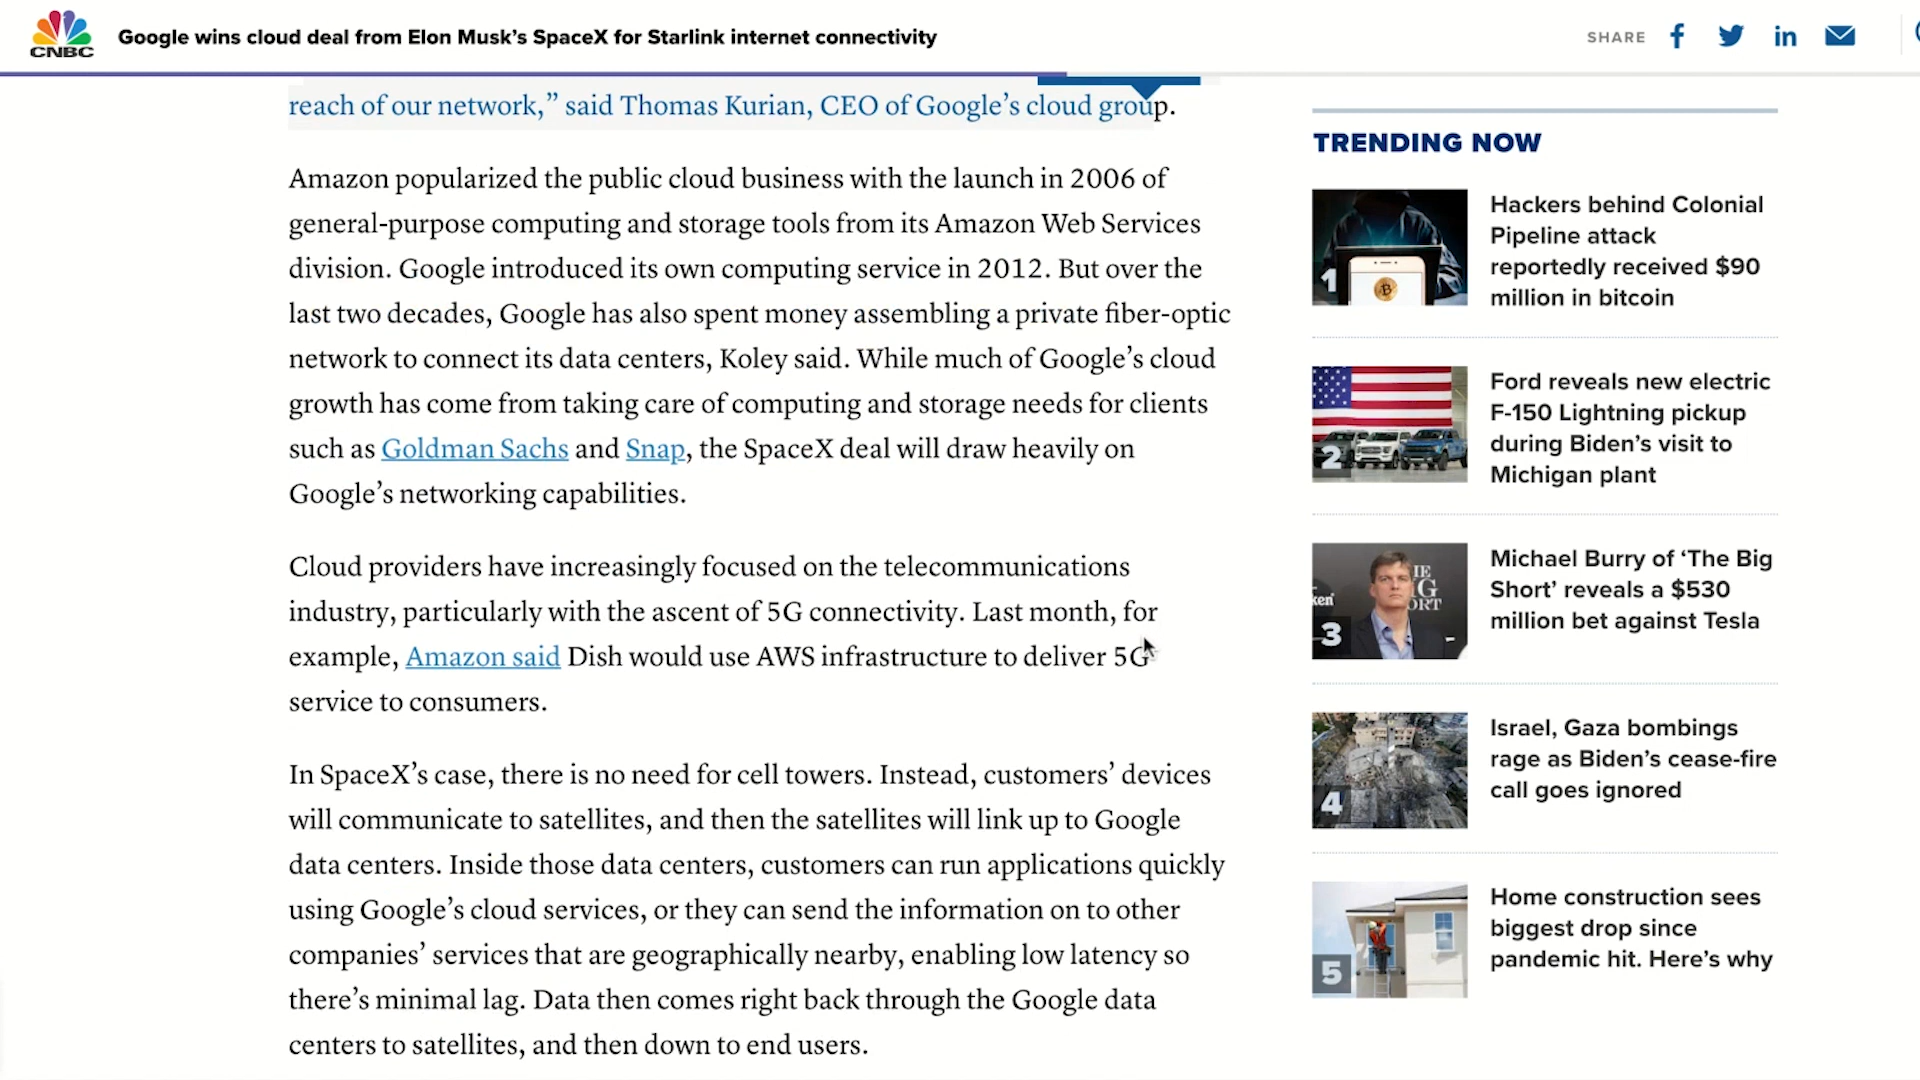 CNBC
Google wins cloud deal from Elon Musk’s SpaceX for Starlink internet connectivity
SHARE
reach of our network,” said Thomas Kurian, CEO of Google’s cloud group.
Amazon popularized the public cloud business with the launch in 2006 of
general-purpose computing and storage tools from its Amazon Web Services
division. Google introduced its own computing service in 2012. But over the
last two decades, Google has also spent money assembling a private fiber-optic
network to connect its data centers, Koley said. While much of Google’s cloud
growth has come from taking care of computing and storage needs for clients
such as Goldman Sachs and Snap, the SpaceX deal will draw heavily on
Google’s networking capabilities.
Cloud providers have increasingly focused on the telecommunications
industry, particularly with the ascent of 5G connectivity. Last month, for
example, Amazon said Dish would use AWS infrastructure to deliver 5G
service to consumers.
In SpaceX’s case, there is no need for cell towers. Instead, customers’ devices
will communicate to satellites, and then the satellites will link up to Google
data centers. Inside those data centers, customers can run applications quickly
using Google’s cloud services, or they can send the information on to other
companies’ services that are geographically nearby, enabling low latency so
there’s minimal lag. Data then comes right back through the Google data
centers to satellites, and then down to end users.
TRENDING NOW
1
Hackers behind Colonial
Pipeline attack
reportedly received $90
million in bitcoin
2
Ford reveals new electric
F-150 Lightning pickup
during Biden’s visit to
Michigan plant
3
Michael Burry of ‘The Big
Short’ reveals a $530
million bet against Tesla
4
Israel, Gaza bombings
rage as Biden’s cease-fire
call goes ignored
5
Home construction sees
biggest drop since
pandemic hit. Here’s why